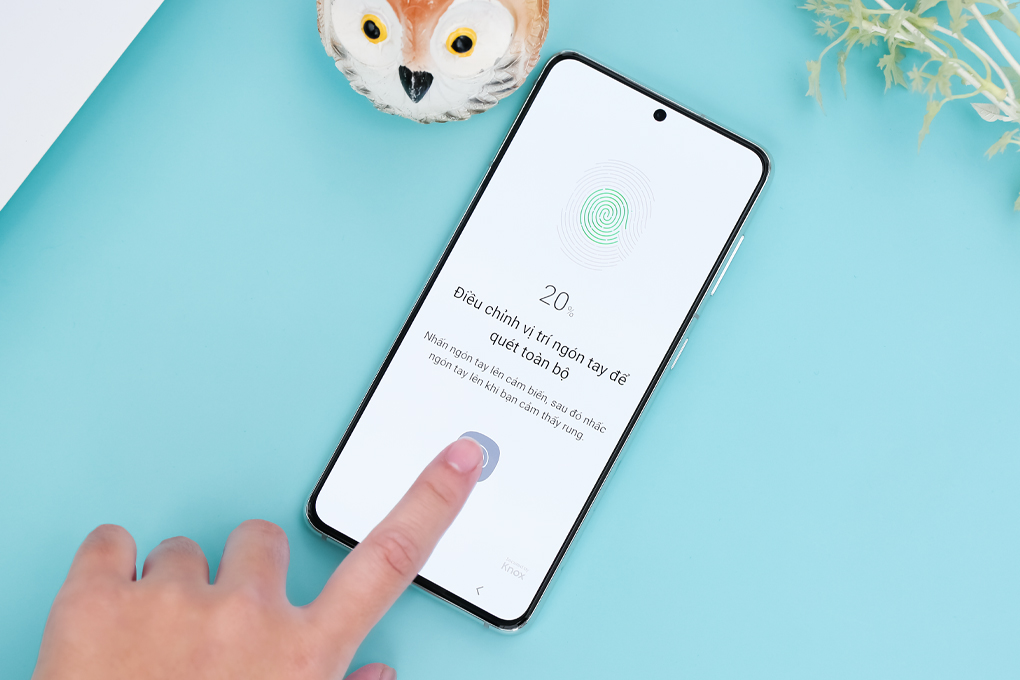 20%
Điều chỉnh vị trí ngón tay để
quét toàn bộ
Nhấn ngón tay lên cảm biến, sau đó nhấc
ngón tay lên khi bạn cảm thấy rung.
Knox